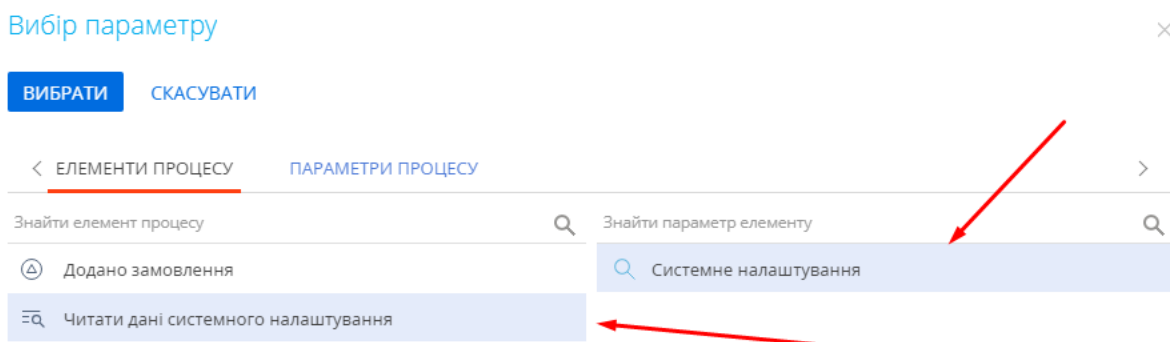 Вибір параметру
ВИБРАТИ СКАСУВАТИ
ЕЛЕМЕНТИ ПРОЦЕСУ ПАРАМЕТРИ ПРОЦЕСУ
Знайти елемент процесу Знайти параметр елементу
Додано замовлення Системне налаштування
Читати дані системного налаштування